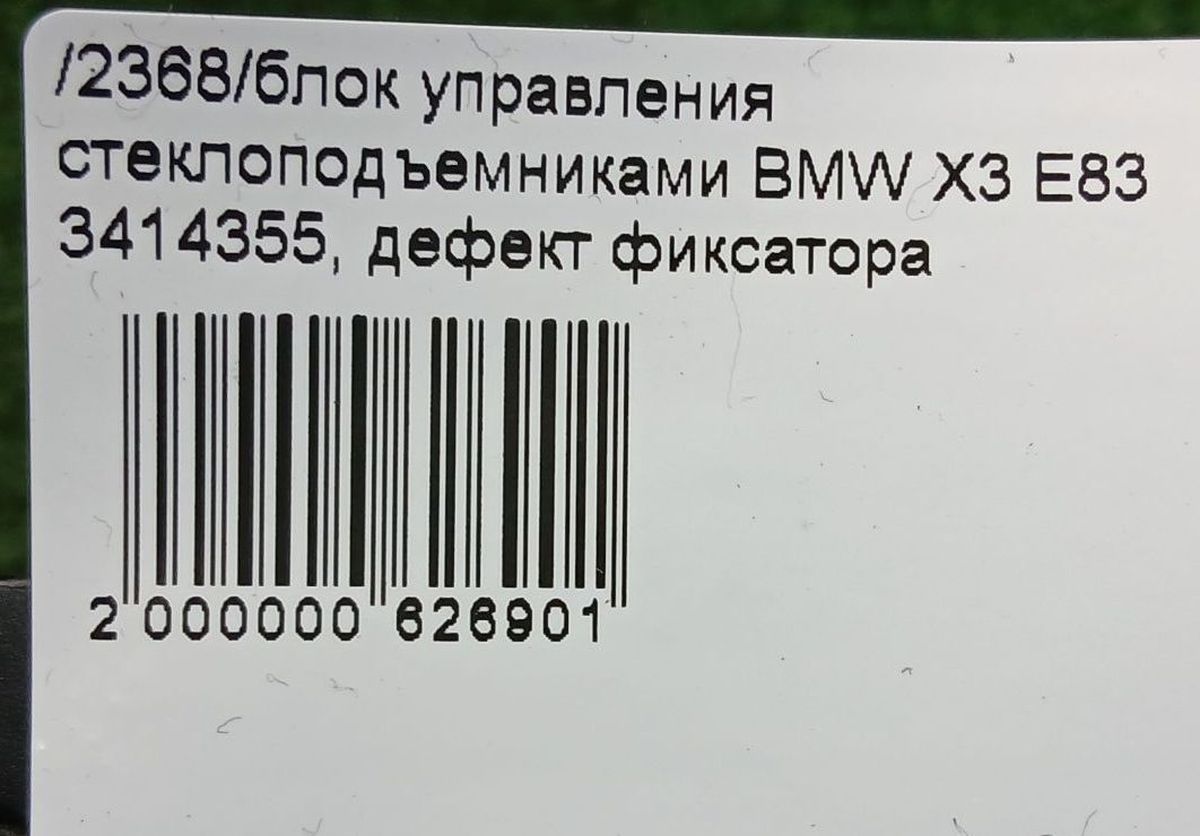 /2368/блок управления
стеклоподъемниками BMW X3 E83
3414355, дефект фиксатора
2 000000 626901